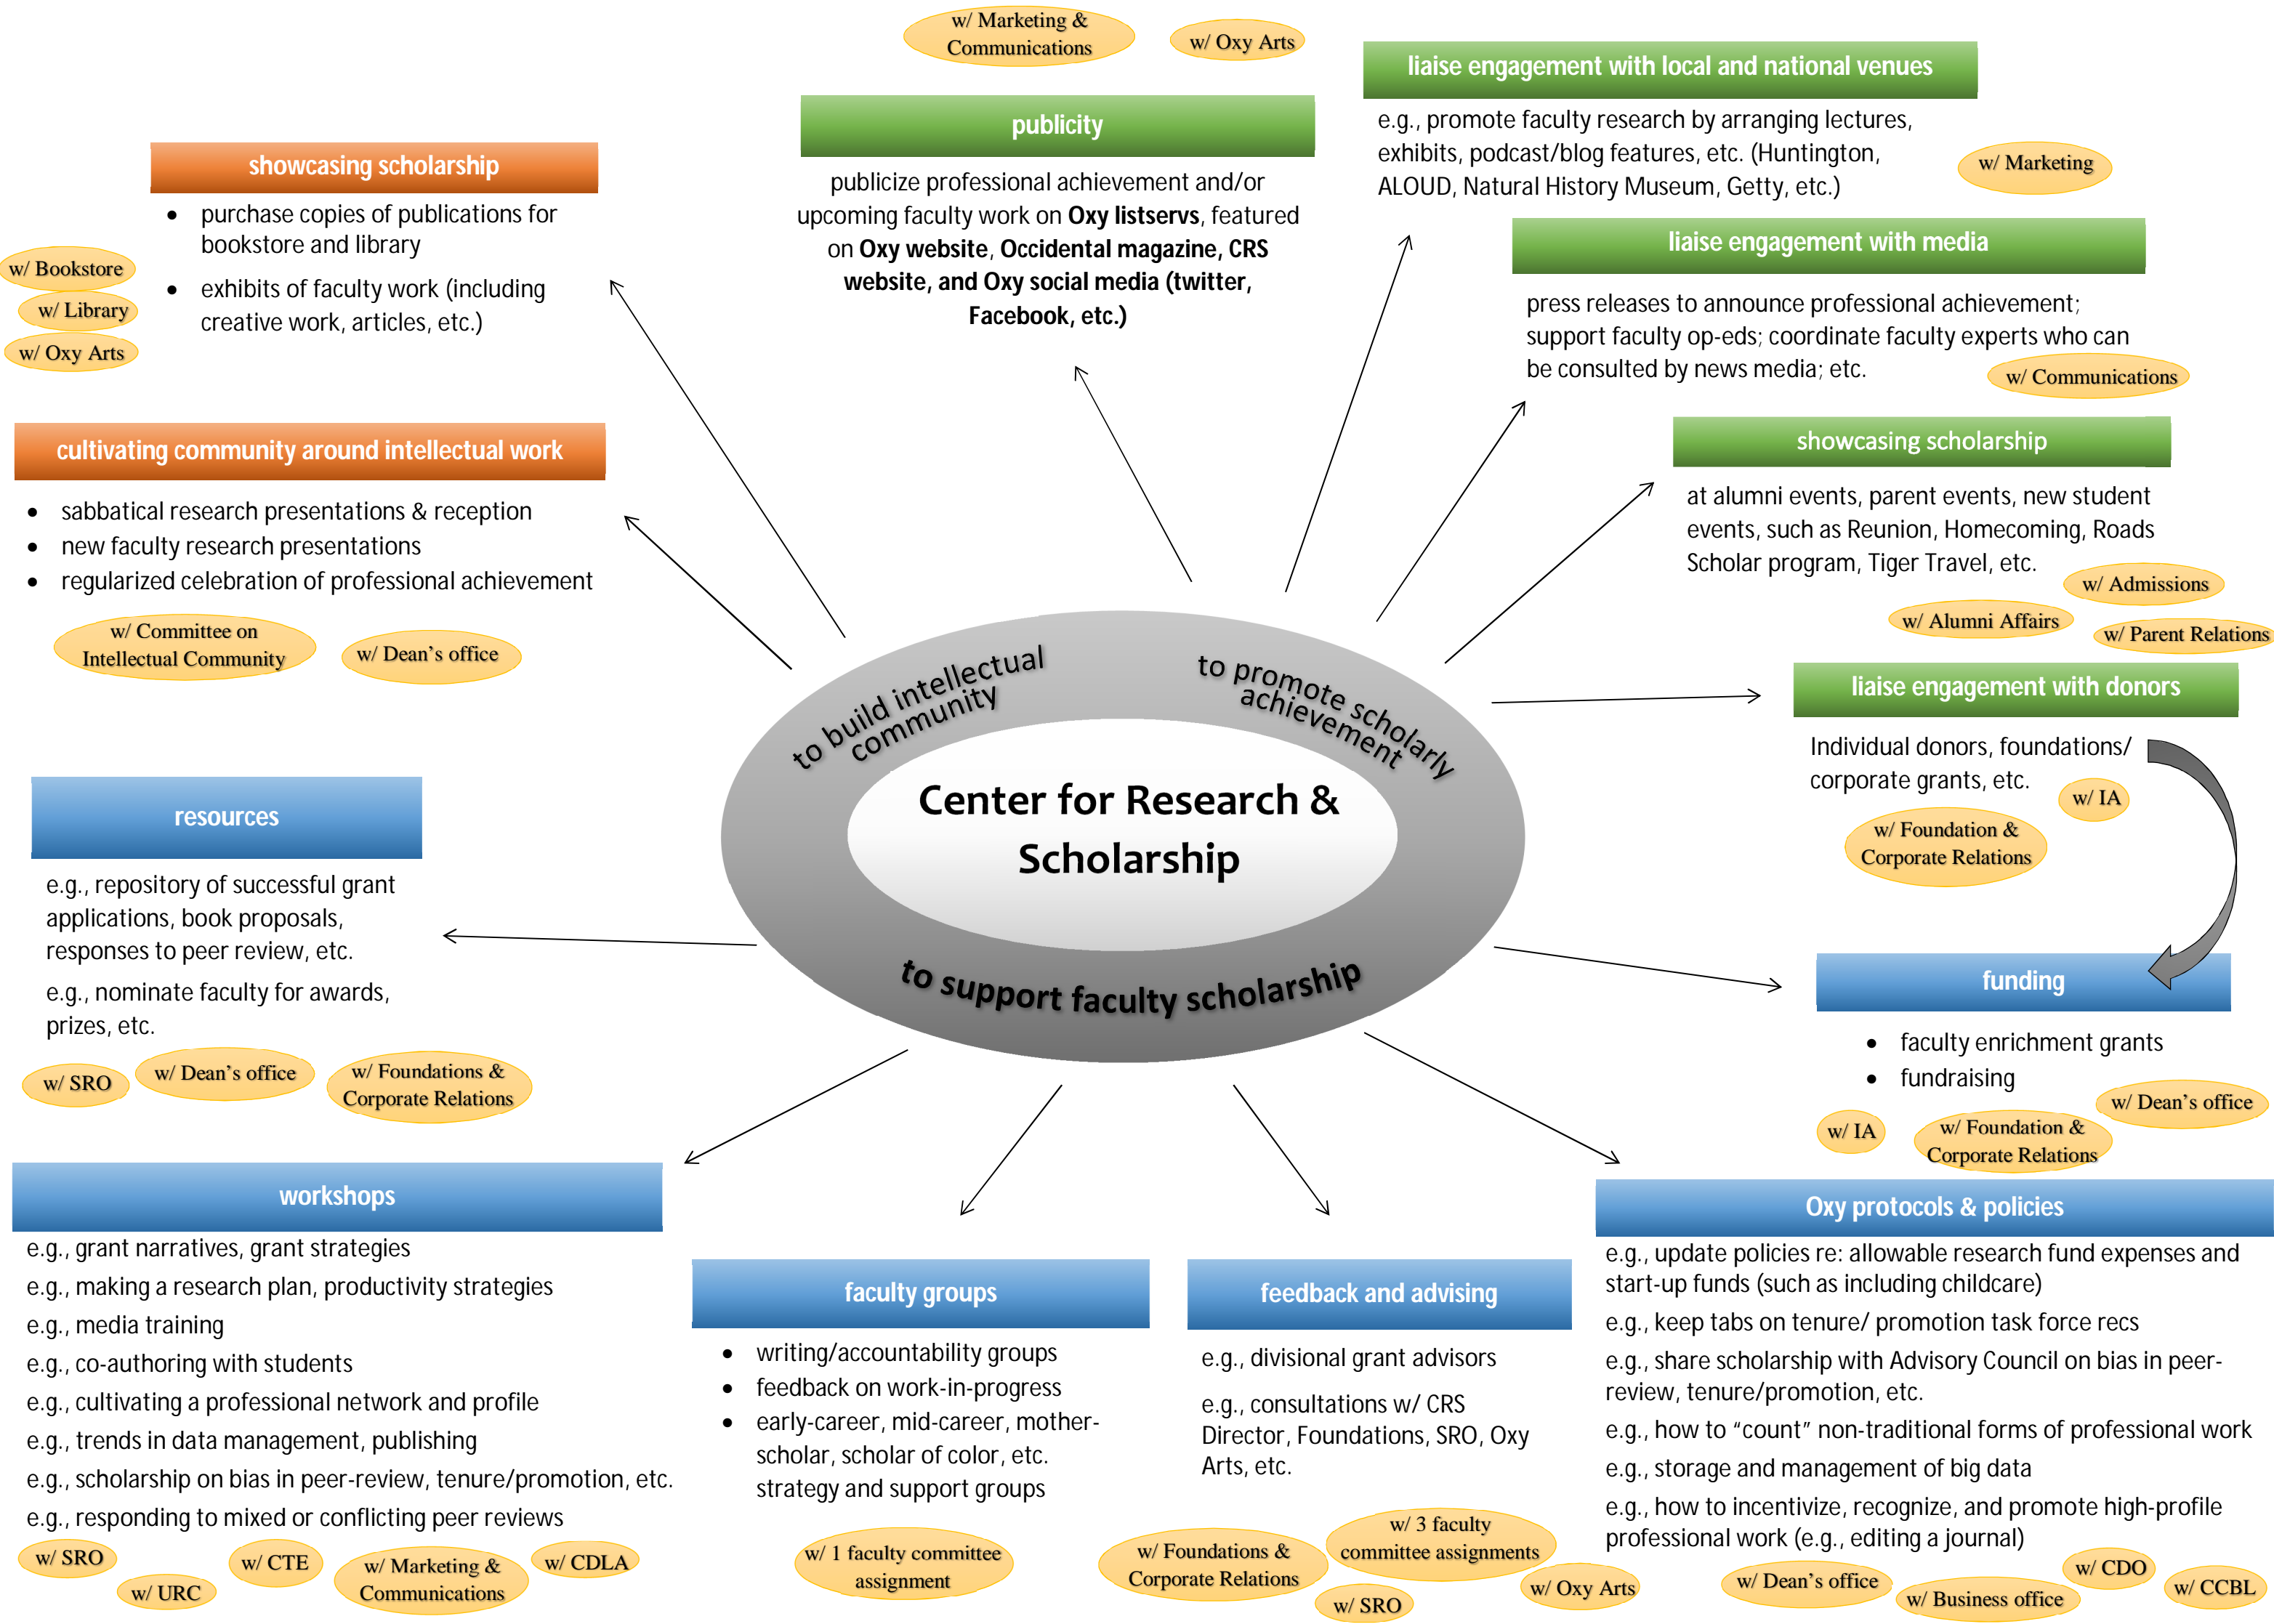 w/ Marketing &
Communications
w/ Oxy Arts
publicity
publicize professional achievement and/or
upcoming faculty work on Oxy listservs, featured
on Oxy website, Occidental magazine, CRS
website, and Oxy social media (twitter,
Facebook, etc.)
liaise engagement with local and national venues
e.g., promote faculty research by arranging lectures,
exhibits, podcast/blog features, etc. (Huntington,
ALOUD, Natural History Museum, Getty, etc.)
w/ Marketing
liaise engagement with media
press releases to announce professional achievement;
support faculty op-eds; coordinate faculty experts who can
be consulted by news media; etc.
w/ Communications
showcasing scholarship
at alumni events, parent events, new student
events, such as Reunion, Homecoming, Roads
Scholar program, Tiger Travel, etc.
w/ Admissions
w/ Alumni Affairs
w/ Parent Relations
liaise engagement with donors
Individual donors, foundations/
corporate grants, etc.
w/ IA
w/ Foundation &
Corporate Relations
showcasing scholarship
• purchase copies of publications for
bookstore and library
• exhibits of faculty work (including
creative work, articles, etc.)
w/ Bookstore
w/ Library
w/ Oxy Arts
cultivating community around intellectual work
• sabbatical research presentations & reception
• new faculty research presentations
• regularized celebration of professional achievement
w/ Committee on
Intellectual Community
w/ Dean’s office
to build intellectual
community
to promote scholarly
achievement
Center for Research &
Scholarship
to support faculty scholarship
resources
e.g., repository of successful grant
applications, book proposals,
responses to peer review, etc.
e.g., nominate faculty for awards,
prizes, etc.
w/ SRO
w/ Dean’s office
w/ Foundations &
Corporate Relations
funding
• faculty enrichment grants
• fundraising
w/ Dean’s office
w/ IA
w/ Foundation &
Corporate Relations
workshops
e.g., grant narratives, grant strategies
e.g., making a research plan, productivity strategies
e.g., media training
e.g., co-authoring with students
e.g., cultivating a professional network and profile
e.g., trends in data management, publishing
e.g., scholarship on bias in peer-review, tenure/promotion, etc.
e.g., responding to mixed or conflicting peer reviews
w/ SRO
w/ URC
w/ CTE
w/ Marketing &
Communications
w/ CDLA
faculty groups
• writing/accountability groups
• feedback on work-in-progress
• early-career, mid-career, mother-
scholar, scholar of color, etc.
strategy and support groups
w/ 1 faculty committee
assignment
feedback and advising
e.g., divisional grant advisors
e.g., consultations w/ CRS
Director, Foundations, SRO, Oxy
Arts, etc.
w/ Foundations &
Corporate Relations
w/ 3 faculty
committee assignments
w/ SRO
w/ Oxy Arts
Oxy protocols & policies
e.g., update policies re: allowable research fund expenses and
start-up funds (such as including childcare)
e.g., keep tabs on tenure/ promotion task force recs
e.g., share scholarship with Advisory Council on bias in peer-
review, tenure/promotion, etc.
e.g., how to “count” non-traditional forms of professional work
e.g., storage and management of big data
e.g., how to incentivize, recognize, and promote high-profile
professional work (e.g., editing a journal)
w/ Dean’s office
w/ Business office
w/ CDO
w/ CCBL